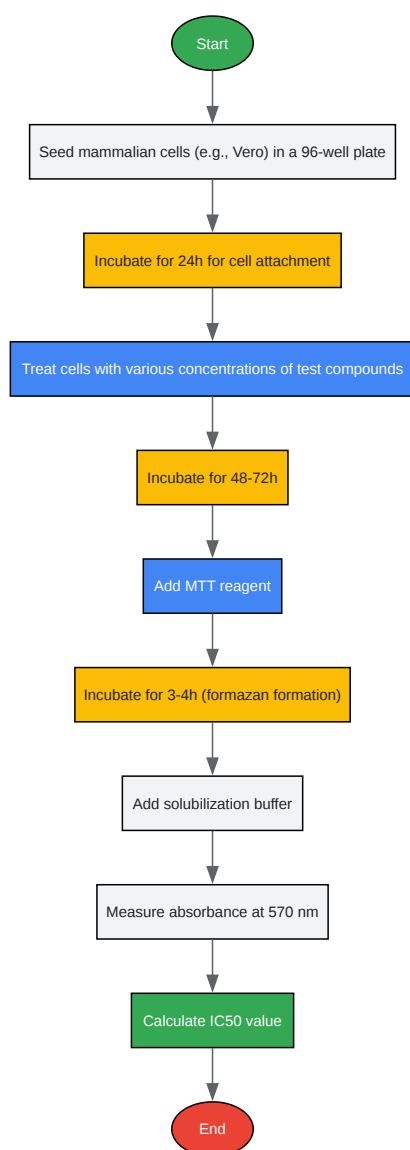 Start
Seed mammalian cells (e.g., Vero) in a 96-well plate
Incubate for 24h for cell attachment
Treat cells with various concentrations of test compounds
Incubate for 48-72h
Add MTT reagent
Incubate for 3-4h (formazan formation)
Add solubilization buffer
Measure absorbance at 570 nm
Calculate IC50 value
End